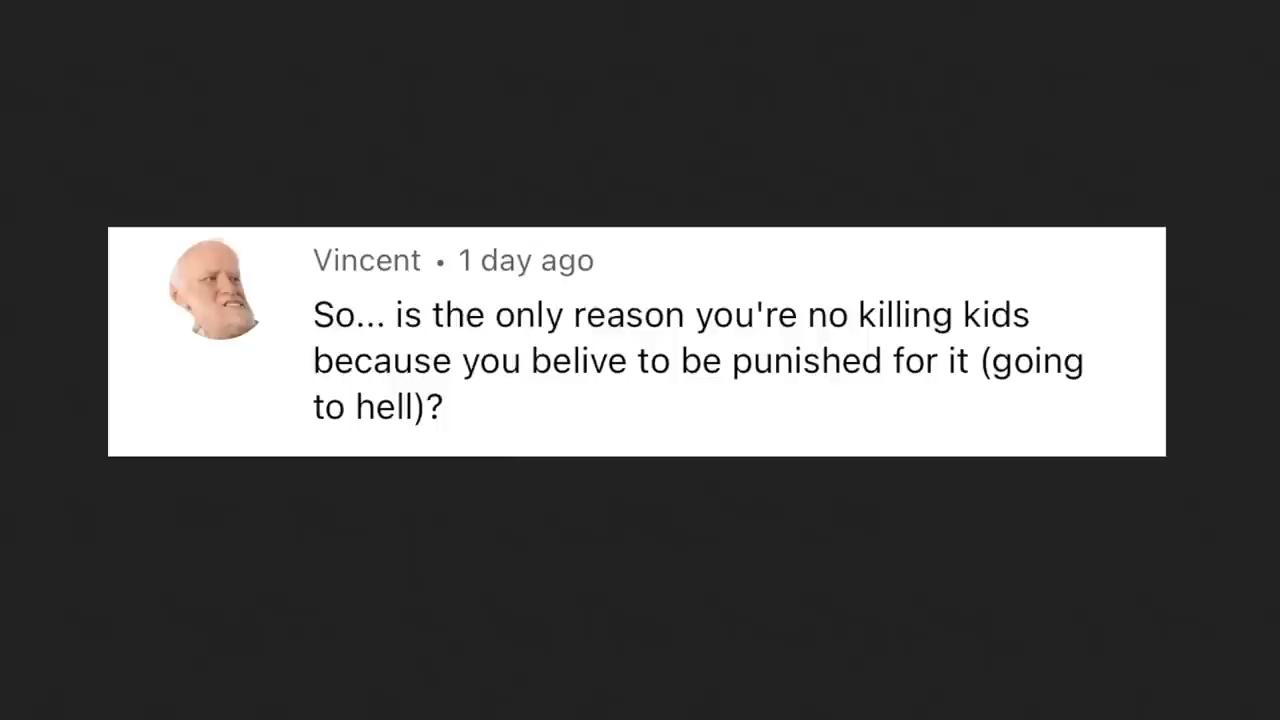 Vincent • 1 day ago
So... is the only reason you're no killing kids
because you belive to be punished for it (going
to hell)?